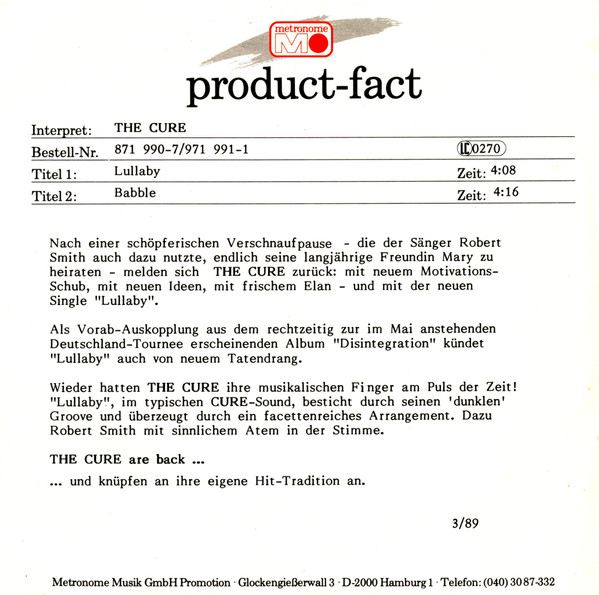 metronome
MO
product-fact
Interpret: THE CURE
Bestell-Nr. 871 990-7/971 991-1 LC 0270
Titel 1: Lullaby Zeit: 4:08
Titel 2: Babble Zeit: 4:16
Nach einer schöpferischen Verschnaufpause - die der Sänger Robert
Smith auch dazu nutzte, endlich seine langjährige Freundin Mary zu
heiraten - melden sich THE CURE zurück: mit neuem Motivations-
Schub, mit neuen Ideen, mit frischem Elan - und mit der neuen
Single "Lullaby".
Als Vorab-Auskopplung aus dem rechtzeitig zur im Mai anstehenden
Deutschland-Tournee erscheinenden Album "Disintegration" kündet
"Lullaby" auch von neuem Tatendrang.
Wieder hatten THE CURE ihre musikalischen Finger am Puls der Zeit!
"Lullaby", im typischen CURE-Sound, besticht durch seinen 'dunklen'
Groove und überzeugt durch ein facettenreiches Arrangement. Dazu
Robert Smith mit sinnlichem Atem in der Stimme.
THE CURE are back ...
... und knüpfen an ihre eigene Hit-Tradition an.
3/89
Metronome Musik GmbH Promotion · Glockengießerwall 3 · D-2000 Hamburg 1 · Telefon: (040) 30 87-332